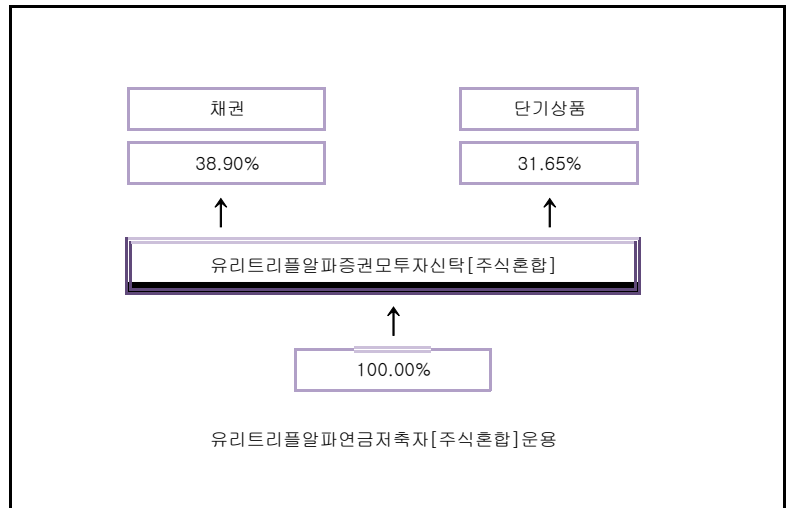 채권
단기상품
38.90%
31.65%
↑
↑
유리트리플알파증권모투자신탁[주식혼합]
↑
100.00%
유리트리플알파연금저축자[주식혼합]운용